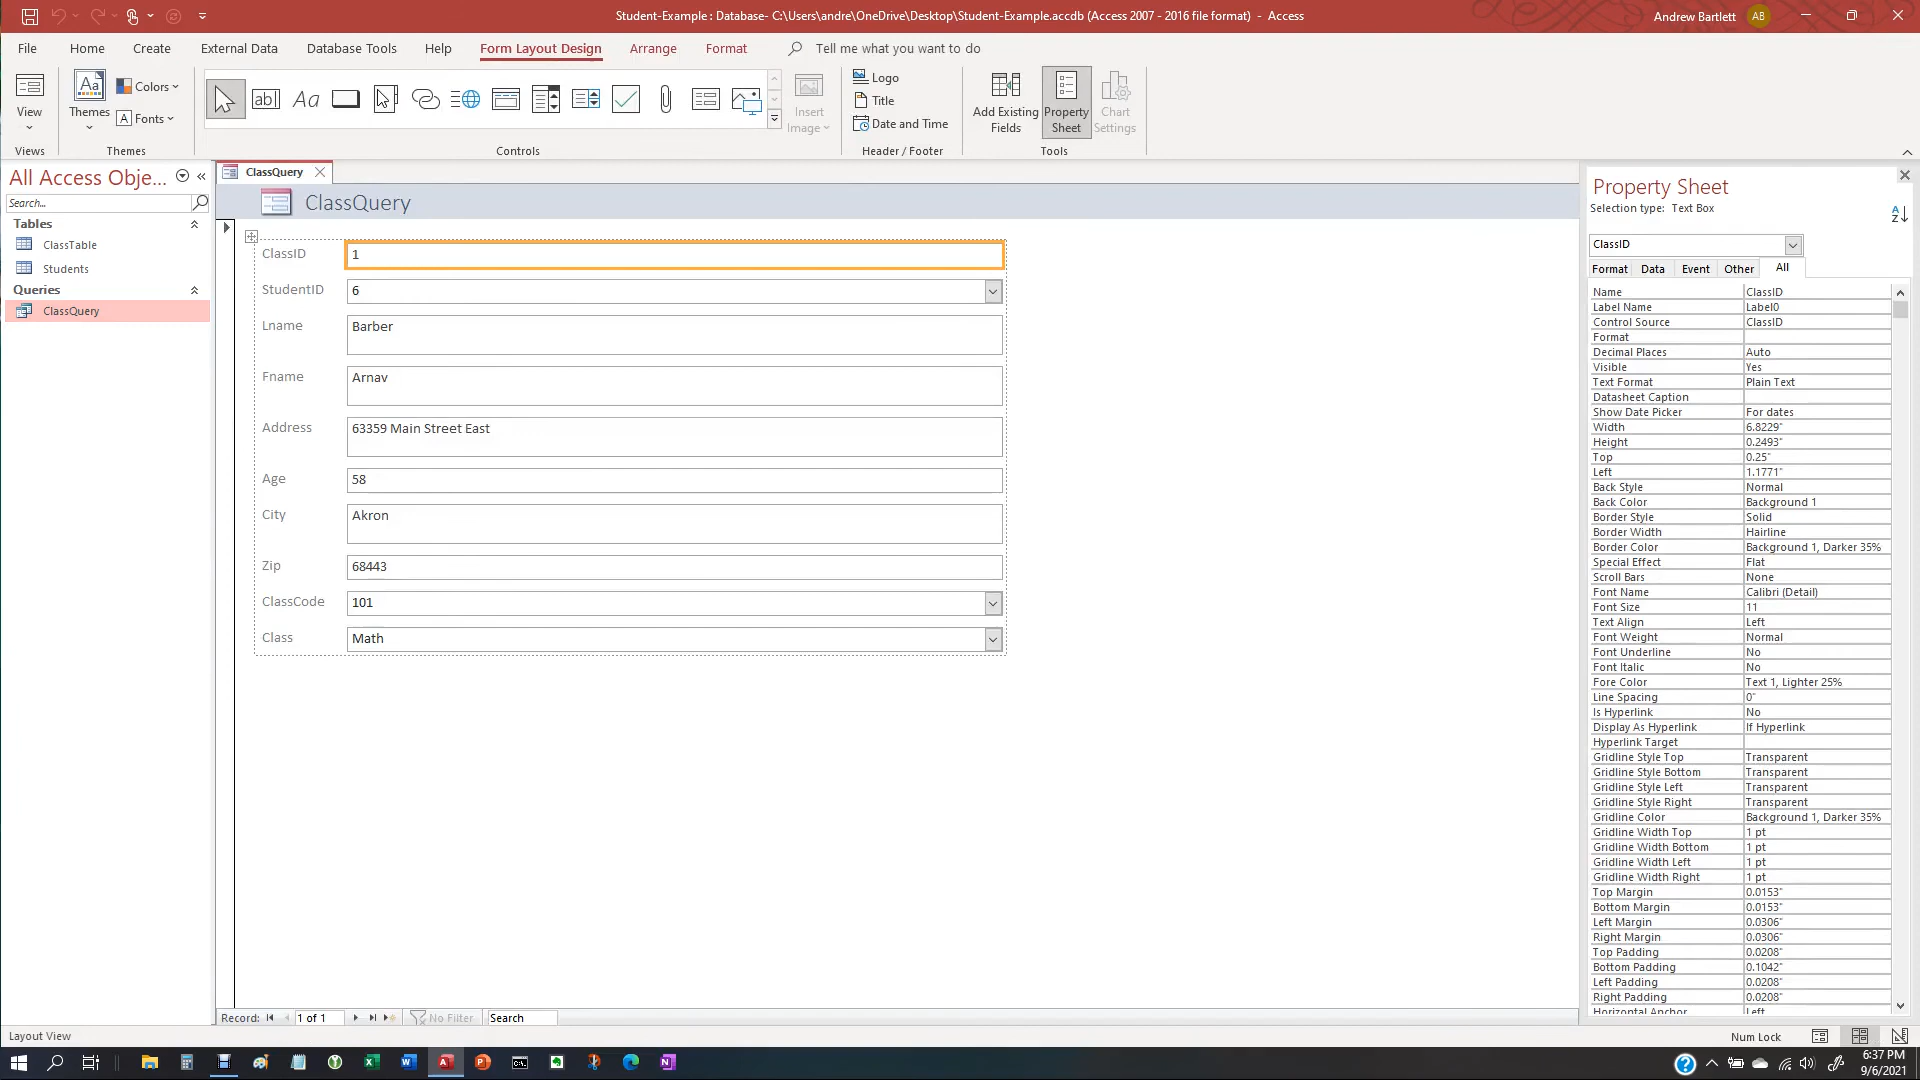 Student-Example : Database- C:\Users\andre\OneDrive\Desktop\Student-Example.accdb (Access 2007 - 2016 file format) - Access
Andrew Bartlett AB
File Home Create External Data Database Tools Help Form Layout Design Arrange Format Tell me what you want to do
View
Views
Themes
Colors
Fonts
Themes
ab|
Aa
Controls
Insert
Image
Logo
Title
Date and Time
Header / Footer
Add Existing
Fields
Property
Sheet
Chart
Settings
Tools
All Access Obje...
Search...
Tables
ClassTable
Students
Queries
ClassQuery
ClassQuery
ClassQuery
ClassID 1
StudentID 6
Lname Barber
Fname Arnav
Address 63359 Main Street East
Age 58
City Akron
Zip 68443
ClassCode 101
Class Math
Record: 1 of 1 No Filter Search
Property Sheet
Selection type: Text Box
ClassID
Format Data Event Other All
Name ClassID
Label Name Label0
Control Source ClassID
Format
Decimal Places Auto
Visible Yes
Text Format Plain Text
Datasheet Caption
Show Date Picker For dates
Width 6.8229"
Height 0.2493"
Top 0.25"
Left 1.1771"
Back Style Normal
Back Color Background 1
Border Style Solid
Border Width Hairline
Border Color Background 1, Darker 35%
Special Effect Flat
Scroll Bars None
Font Name Calibri (Detail)
Font Size 11
Text Align Left
Font Weight Normal
Font Underline No
Font Italic No
Fore Color Text 1, Lighter 25%
Line Spacing 0"
Is Hyperlink No
Display As Hyperlink If Hyperlink
Hyperlink Target
Gridline Style Top Transparent
Gridline Style Bottom Transparent
Gridline Style Left Transparent
Gridline Style Right Transparent
Gridline Color Background 1, Darker 35%
Gridline Width Top 1 pt
Gridline Width Bottom 1 pt
Gridline Width Left 1 pt
Gridline Width Right 1 pt
Top Margin 0.0153"
Bottom Margin 0.0153"
Left Margin 0.0306"
Right Margin 0.0306"
Top Padding 0.0208"
Bottom Padding 0.1042"
Left Padding 0.0208"
Right Padding 0.0208"
Horizontal Anchor Left
Layout View
Num Lock
6:37 PM
9/6/2021